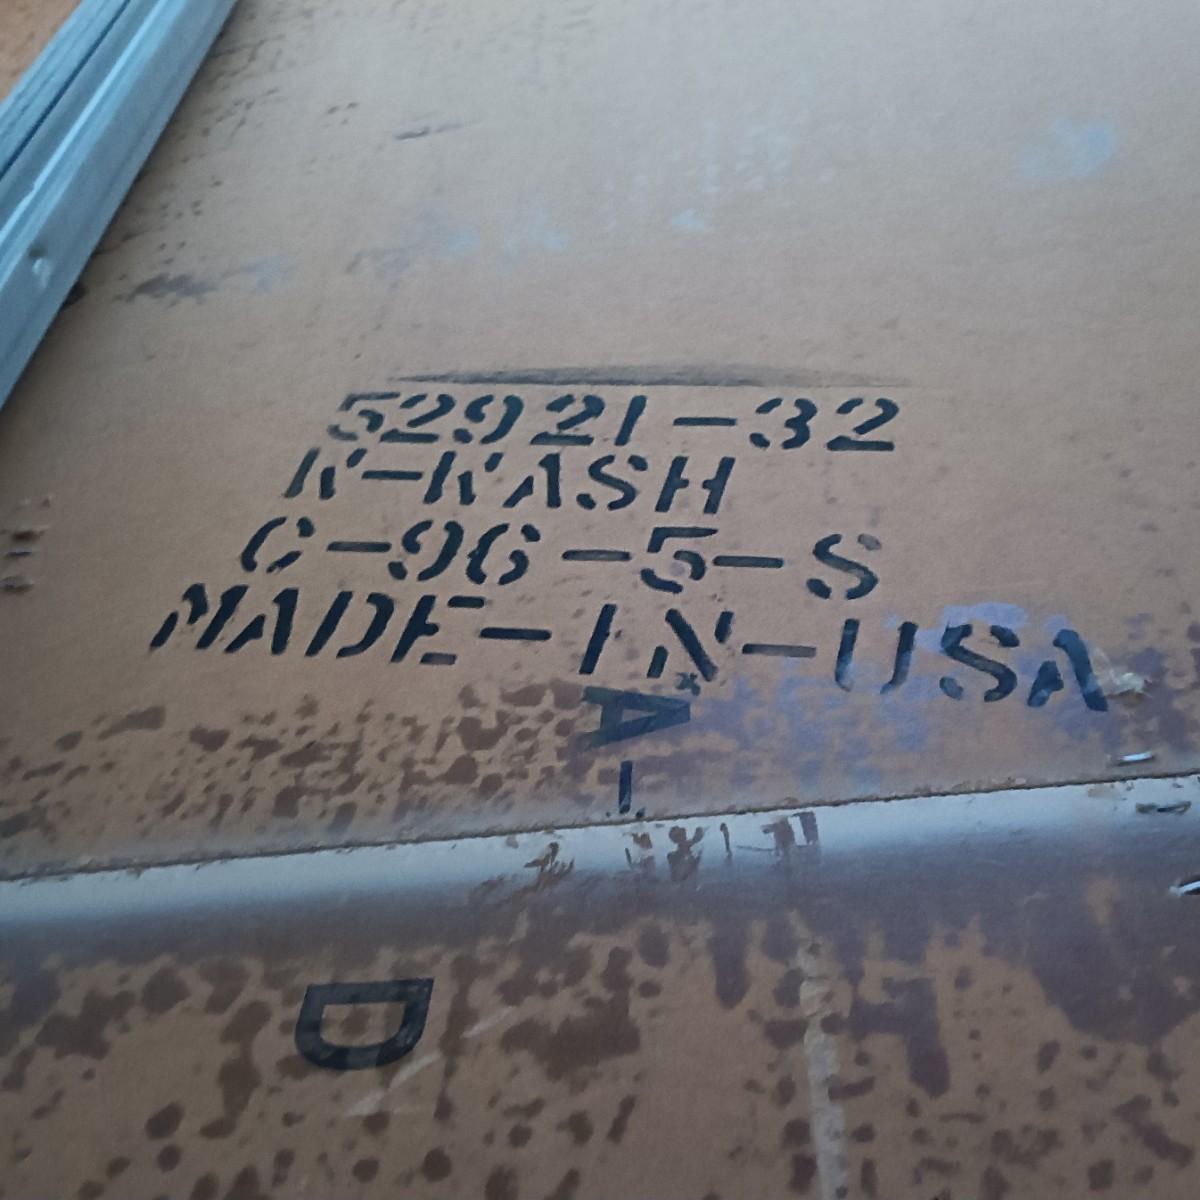 52921-32
K-KASH
C-96-5-S
MADE-IN-USA
A-
D